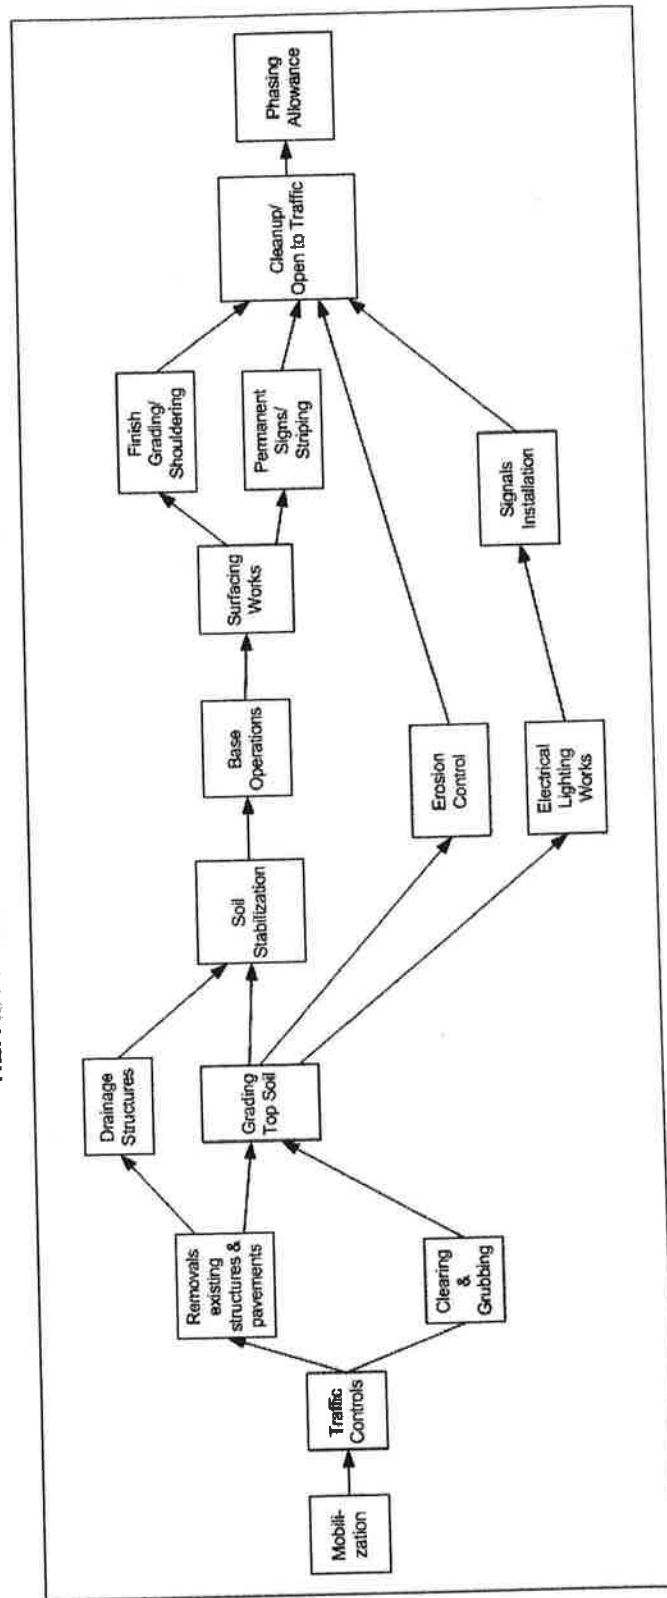 Mobili-
zation
Traffic
Controls
Removals
existing
structures &
pavements
Clearing
&
Grubbing
Drainage
Structures
Grading
Top Soil
Soil
Stabilization
Base
Operations
Erosion
Control
Electrical
Lighting
Works
Surfacing
Works
Finish
Grading/
Shouldering
Permanent
Signs/
Striping
Signals
Installation
Cleanup/
Open to Traffic
Phasing
Allowance